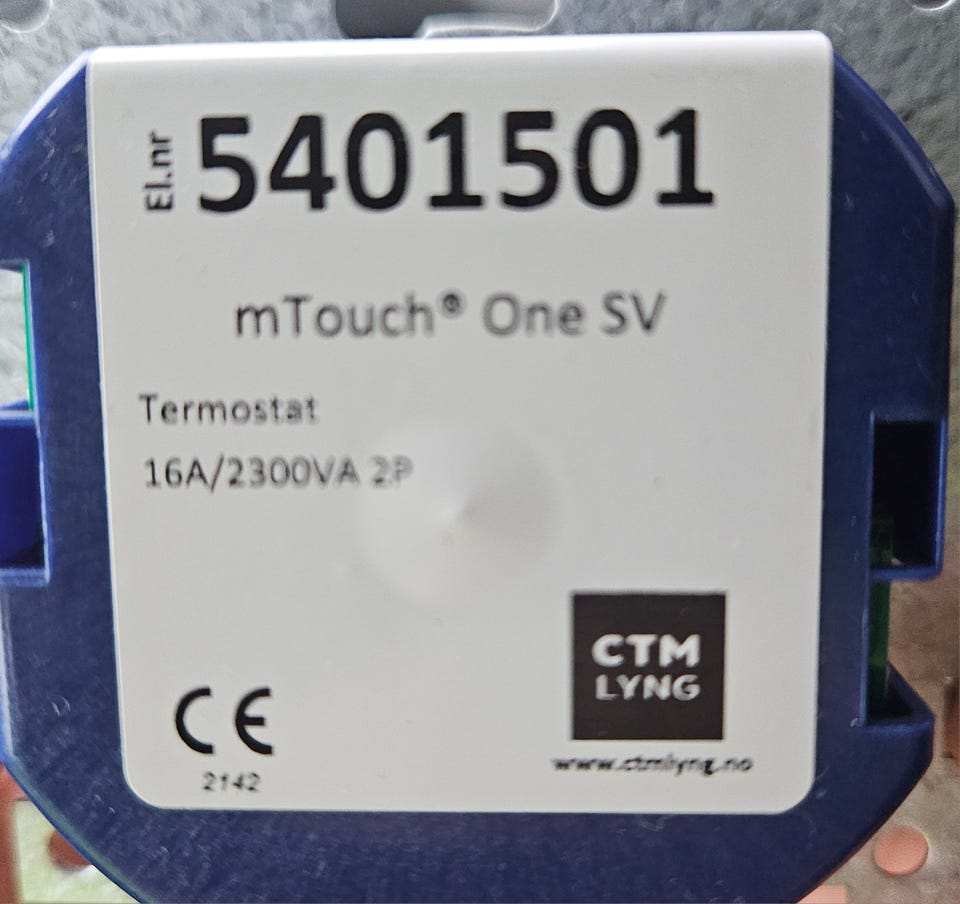 El.nr 5401501
mTouch® One SV
Termostat
16A/2300VA 2P
CTM
LYNG
www.ctmlyng.no
CE
2142